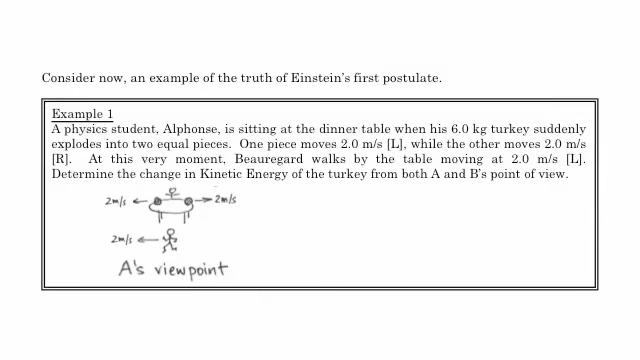 Consider now, an example of the truth of Einstein's first postulate.
Example 1
A physics student, Alphonse, is sitting at the dinner table when his 6.0 kg turkey suddenly
explodes into two equal pieces. One piece moves 2.0 m/s [L], while the other moves 2.0 m/s
[R]. At this very moment, Beauregard walks by the table moving at 2.0 m/s [L].
Determine the change in Kinetic Energy of the turkey from both A and B's point of view.
2m/s 2m/s
2m/s
A's viewpoint